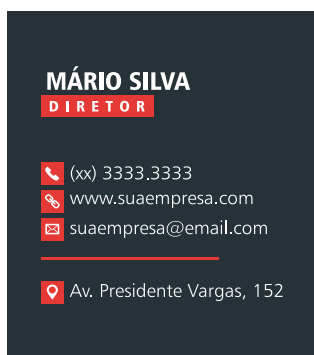 MÁRIO SILVA
DIRETOR
(xx) 3333.3333
www.suaempresa.com
suaempresa@email.com
Av. Presidente Vargas, 152